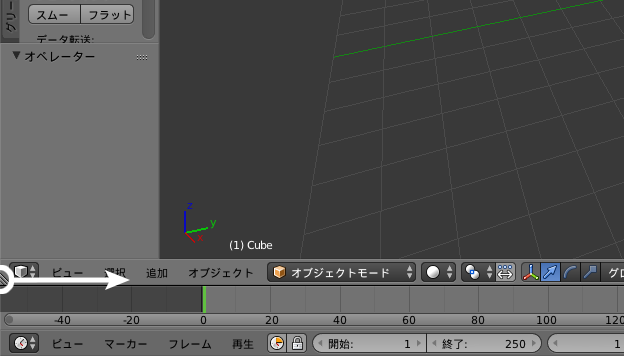 グリー
スムー フラット
データ転送:
オペレーター
z
y
x
(1) Cube
ビュー 選択 追加 オブジェクト オブジェクトモード グロ
-40 -20 0 20 40 60 80 100 120
ビュー マーカー フレーム 再生 開始: 1 終了: 250 1